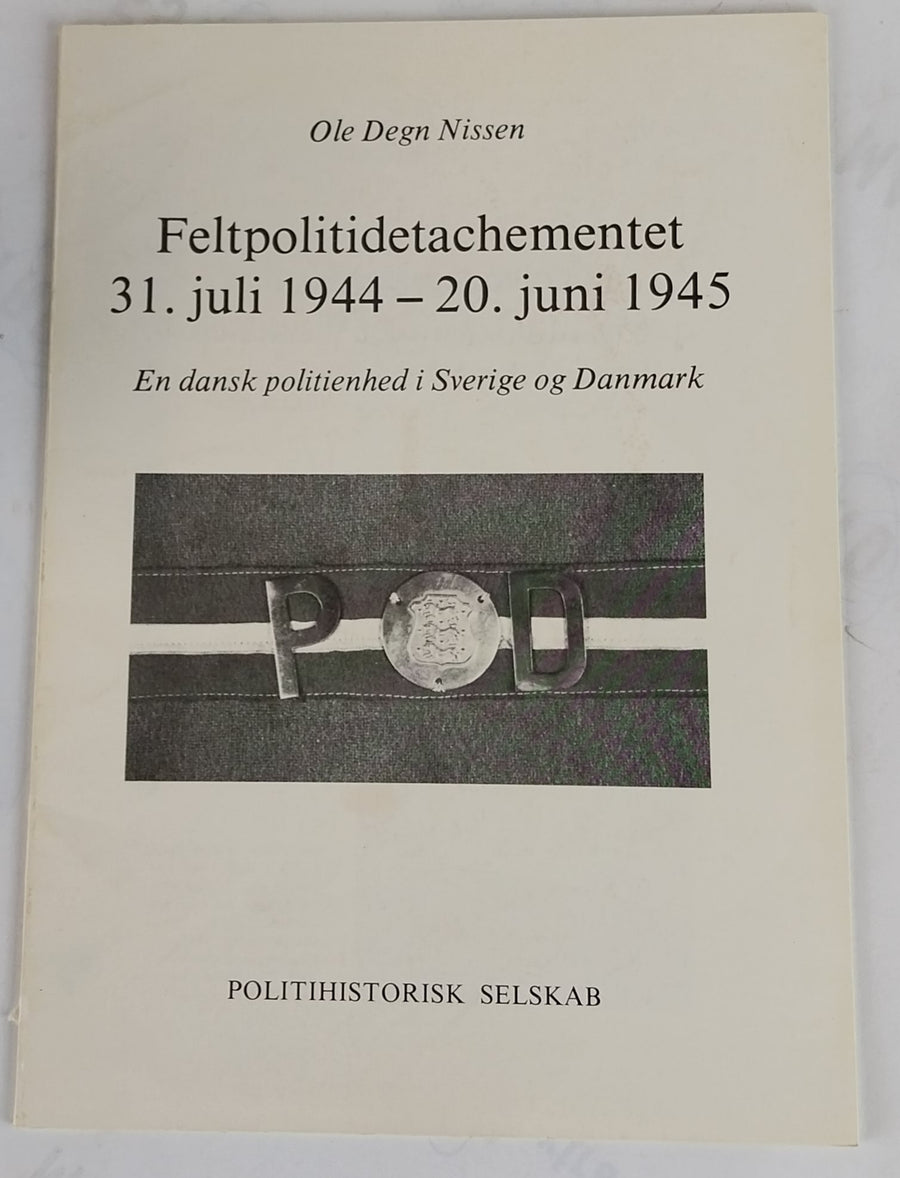 Ole Degn Nissen
Feltpolitidetachementet
31. juli 1944 – 20. juni 1945
En dansk politienhed i Sverige og Danmark
P D
POLITIHISTORISK SELSKAB